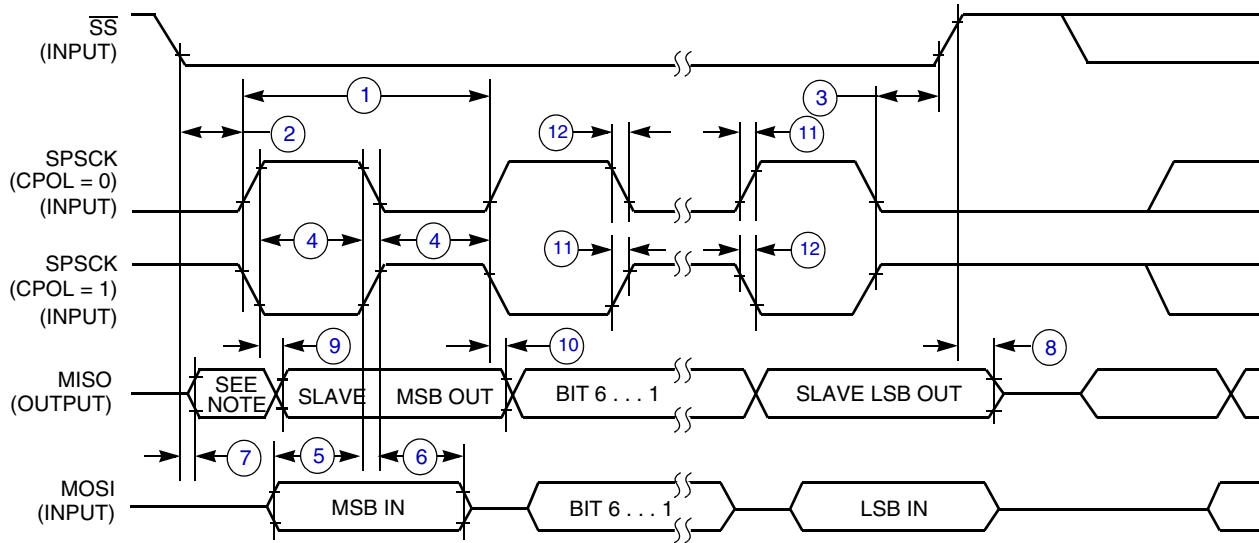 SS
(INPUT)
1
3
2
12
11
SPSCK
(CPOL = 0)
(INPUT)
4
4
11
12
SPSCK
(CPOL = 1)
(INPUT)
9
10
8
MISO
(OUTPUT)
SEE
NOTE
SLAVE
MSB OUT
BIT 6 . . . 1
SLAVE LSB OUT
7
5
6
MOSI
(INPUT)
MSB IN
BIT 6 . . . 1
LSB IN